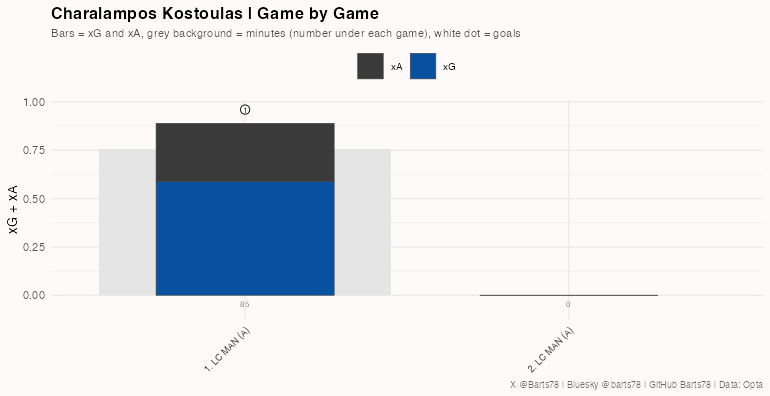 Charalampos Kostoulas | Game by Game
Bars = xG and xA, grey background = minutes (number under each game), white dot = goals
xA xG
1.00
0.75
0.50
0.25
0.00
xG + xA
1
85
0
1. LC MAN (A)
2. LC MAN (A)
X @Barts78 | Bluesky @barts78 | GitHub Barts78 | Data: Opta